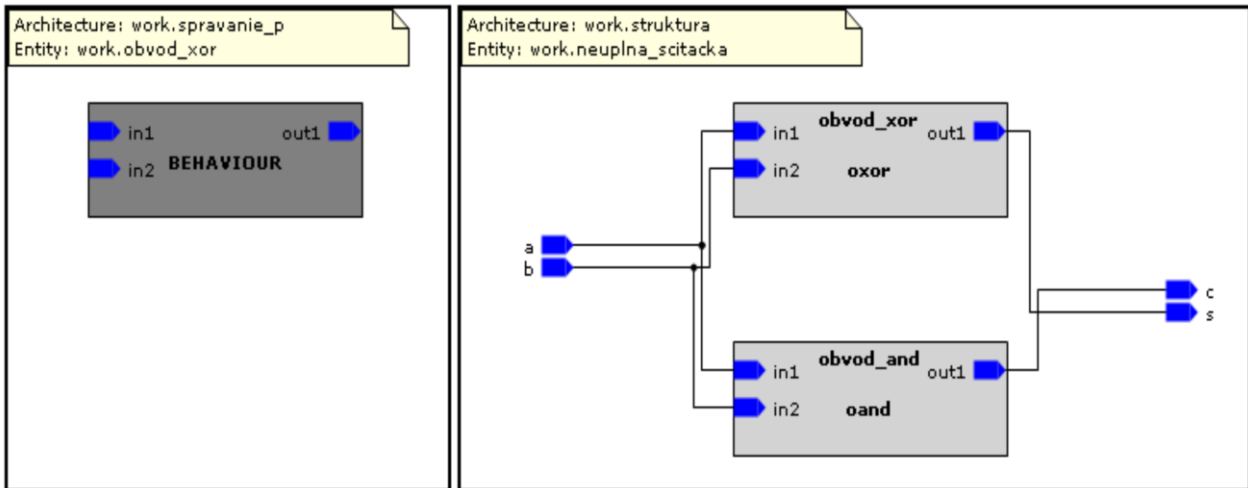 Architecture: work.spravanie_p
Entity: work.obvod_xor
in1
out1
in2
BEHAVIOUR
Architecture: work.struktura
Entity: work.neuplna_scitacka
obvod_xor
in1
out1
in2
oxor
a
b
c
s
obvod_and
in1
out1
in2
oand